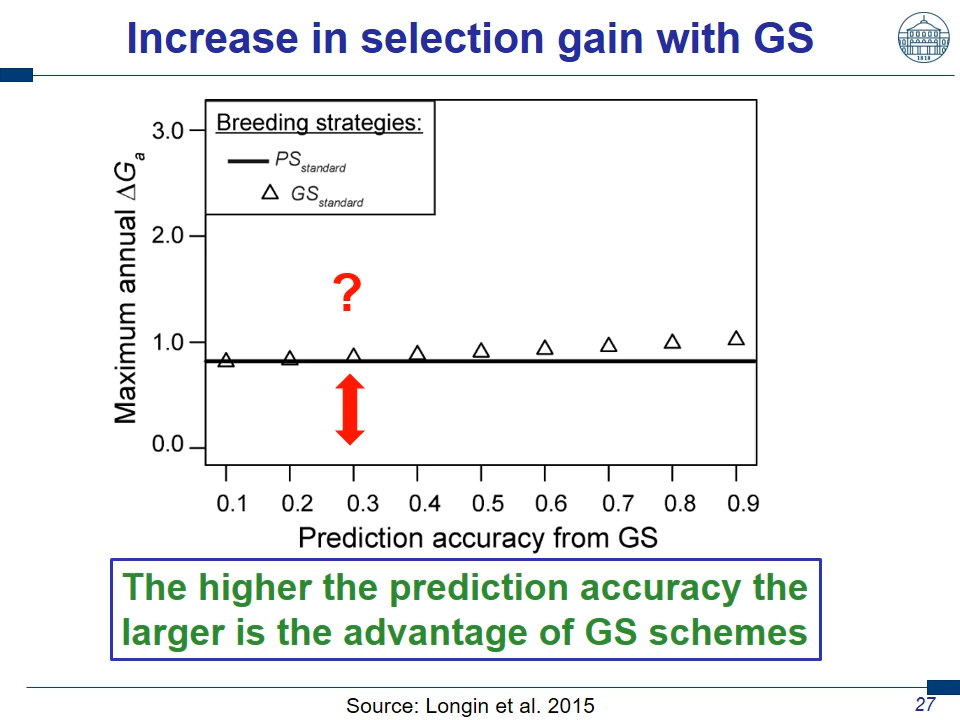 Increase in selection gain with GS
1818
Breeding strategies:
PSstandard
GSstandard
Maximum annual ΔGa
3.0
2.0
1.0
0.0
?
0.1 0.2 0.3 0.4 0.5 0.6 0.7 0.8 0.9
Prediction accuracy from GS
The higher the prediction accuracy the
larger is the advantage of GS schemes
Source: Longin et al. 2015
27